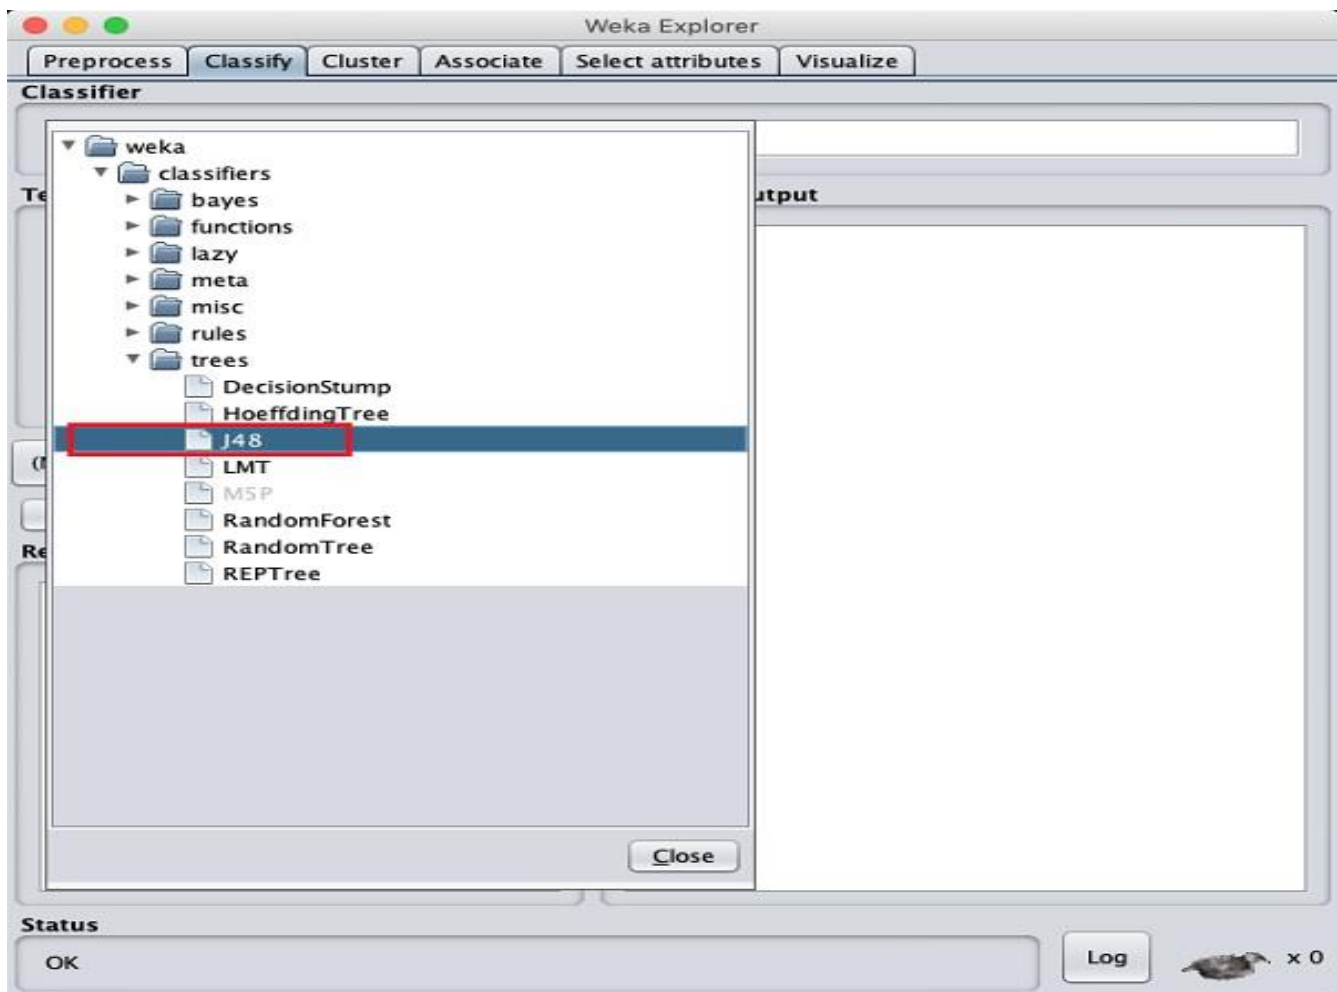 Weka Explorer
Preprocess Classify Cluster Associate Select attributes Visualize
Classifier
weka
classifiers
bayes
functions
lazy
meta
misc
rules
trees
DecisionStump
HoeffdingTree
J48
LMT
M5P
RandomForest
RandomTree
REPTree
Close
Status
OK
Log x 0